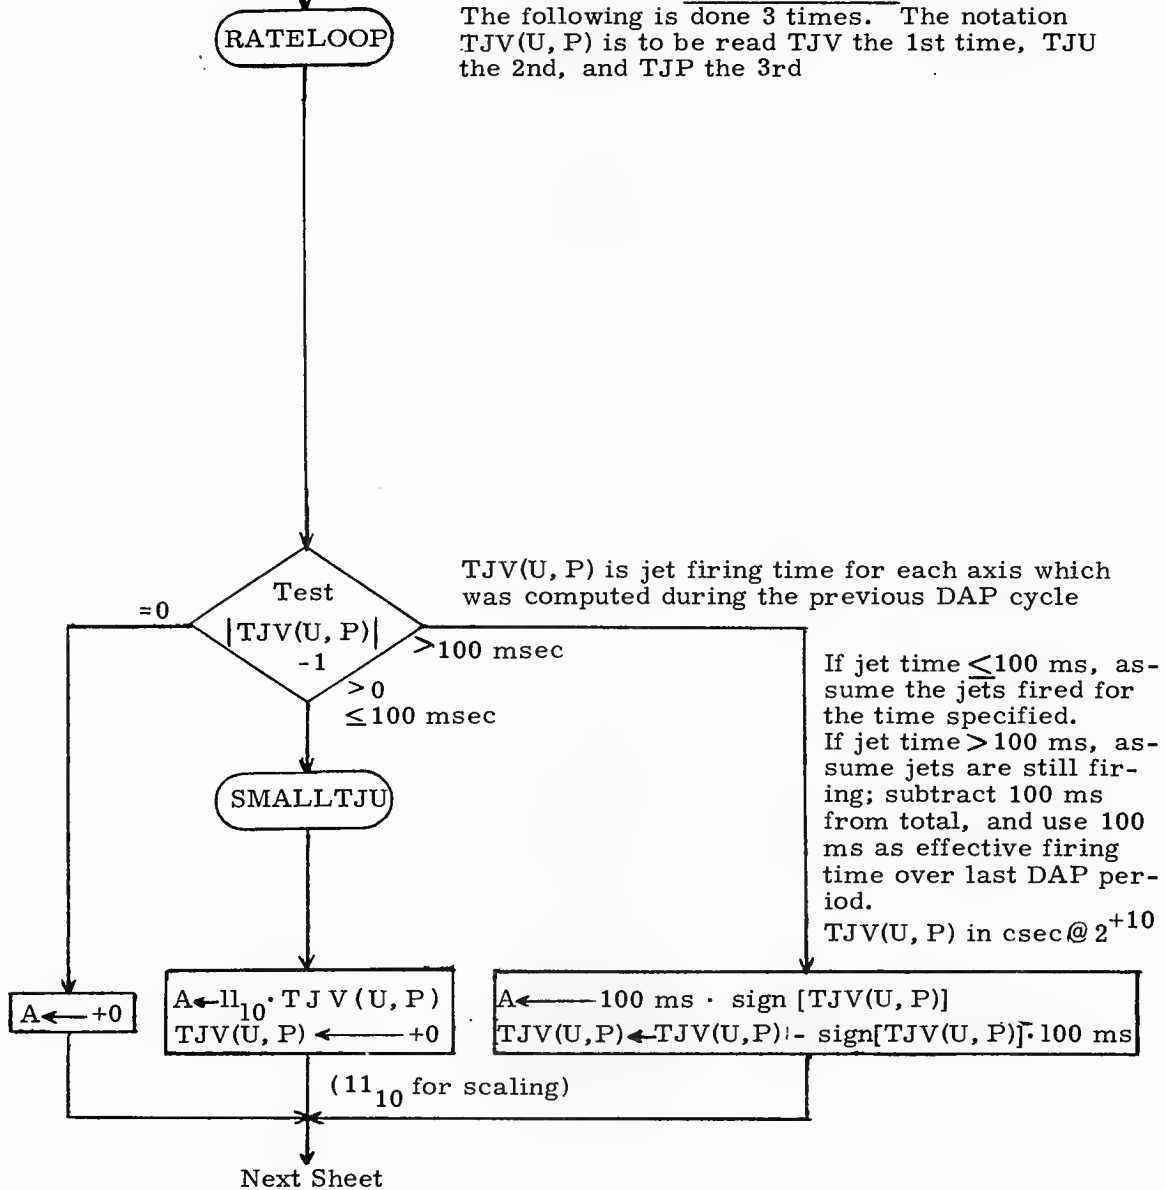 RATELOOP
The following is done 3 times. The notation
TJV(U, P) is to be read TJV the 1st time, TJU
the 2nd, and TJP the 3rd
TJV(U, P) is jet firing time for each axis which
was computed during the previous DAP cycle
Test
|TJV(U, P)|
-1
=0
>100 msec
>0
≤100 msec
If jet time ≤100 ms, as-
sume the jets fired for
the time specified.
If jet time > 100 ms, as-
sume jets are still fir-
ing; subtract 100 ms
from total, and use 100
ms as effective firing
time over last DAP per-
iod.
TJV(U, P) in csec@2+10
SMALLTJU
A← +0
A←1110· TJV(U,P)
TJV(U, P) ← +0
A← 100 ms · sign [TJV(U, P)]
TJV(U,P)←TJV(U,P) - sign[TJV(U, P)]·100 ms
(1110 for scaling)
Next Sheet